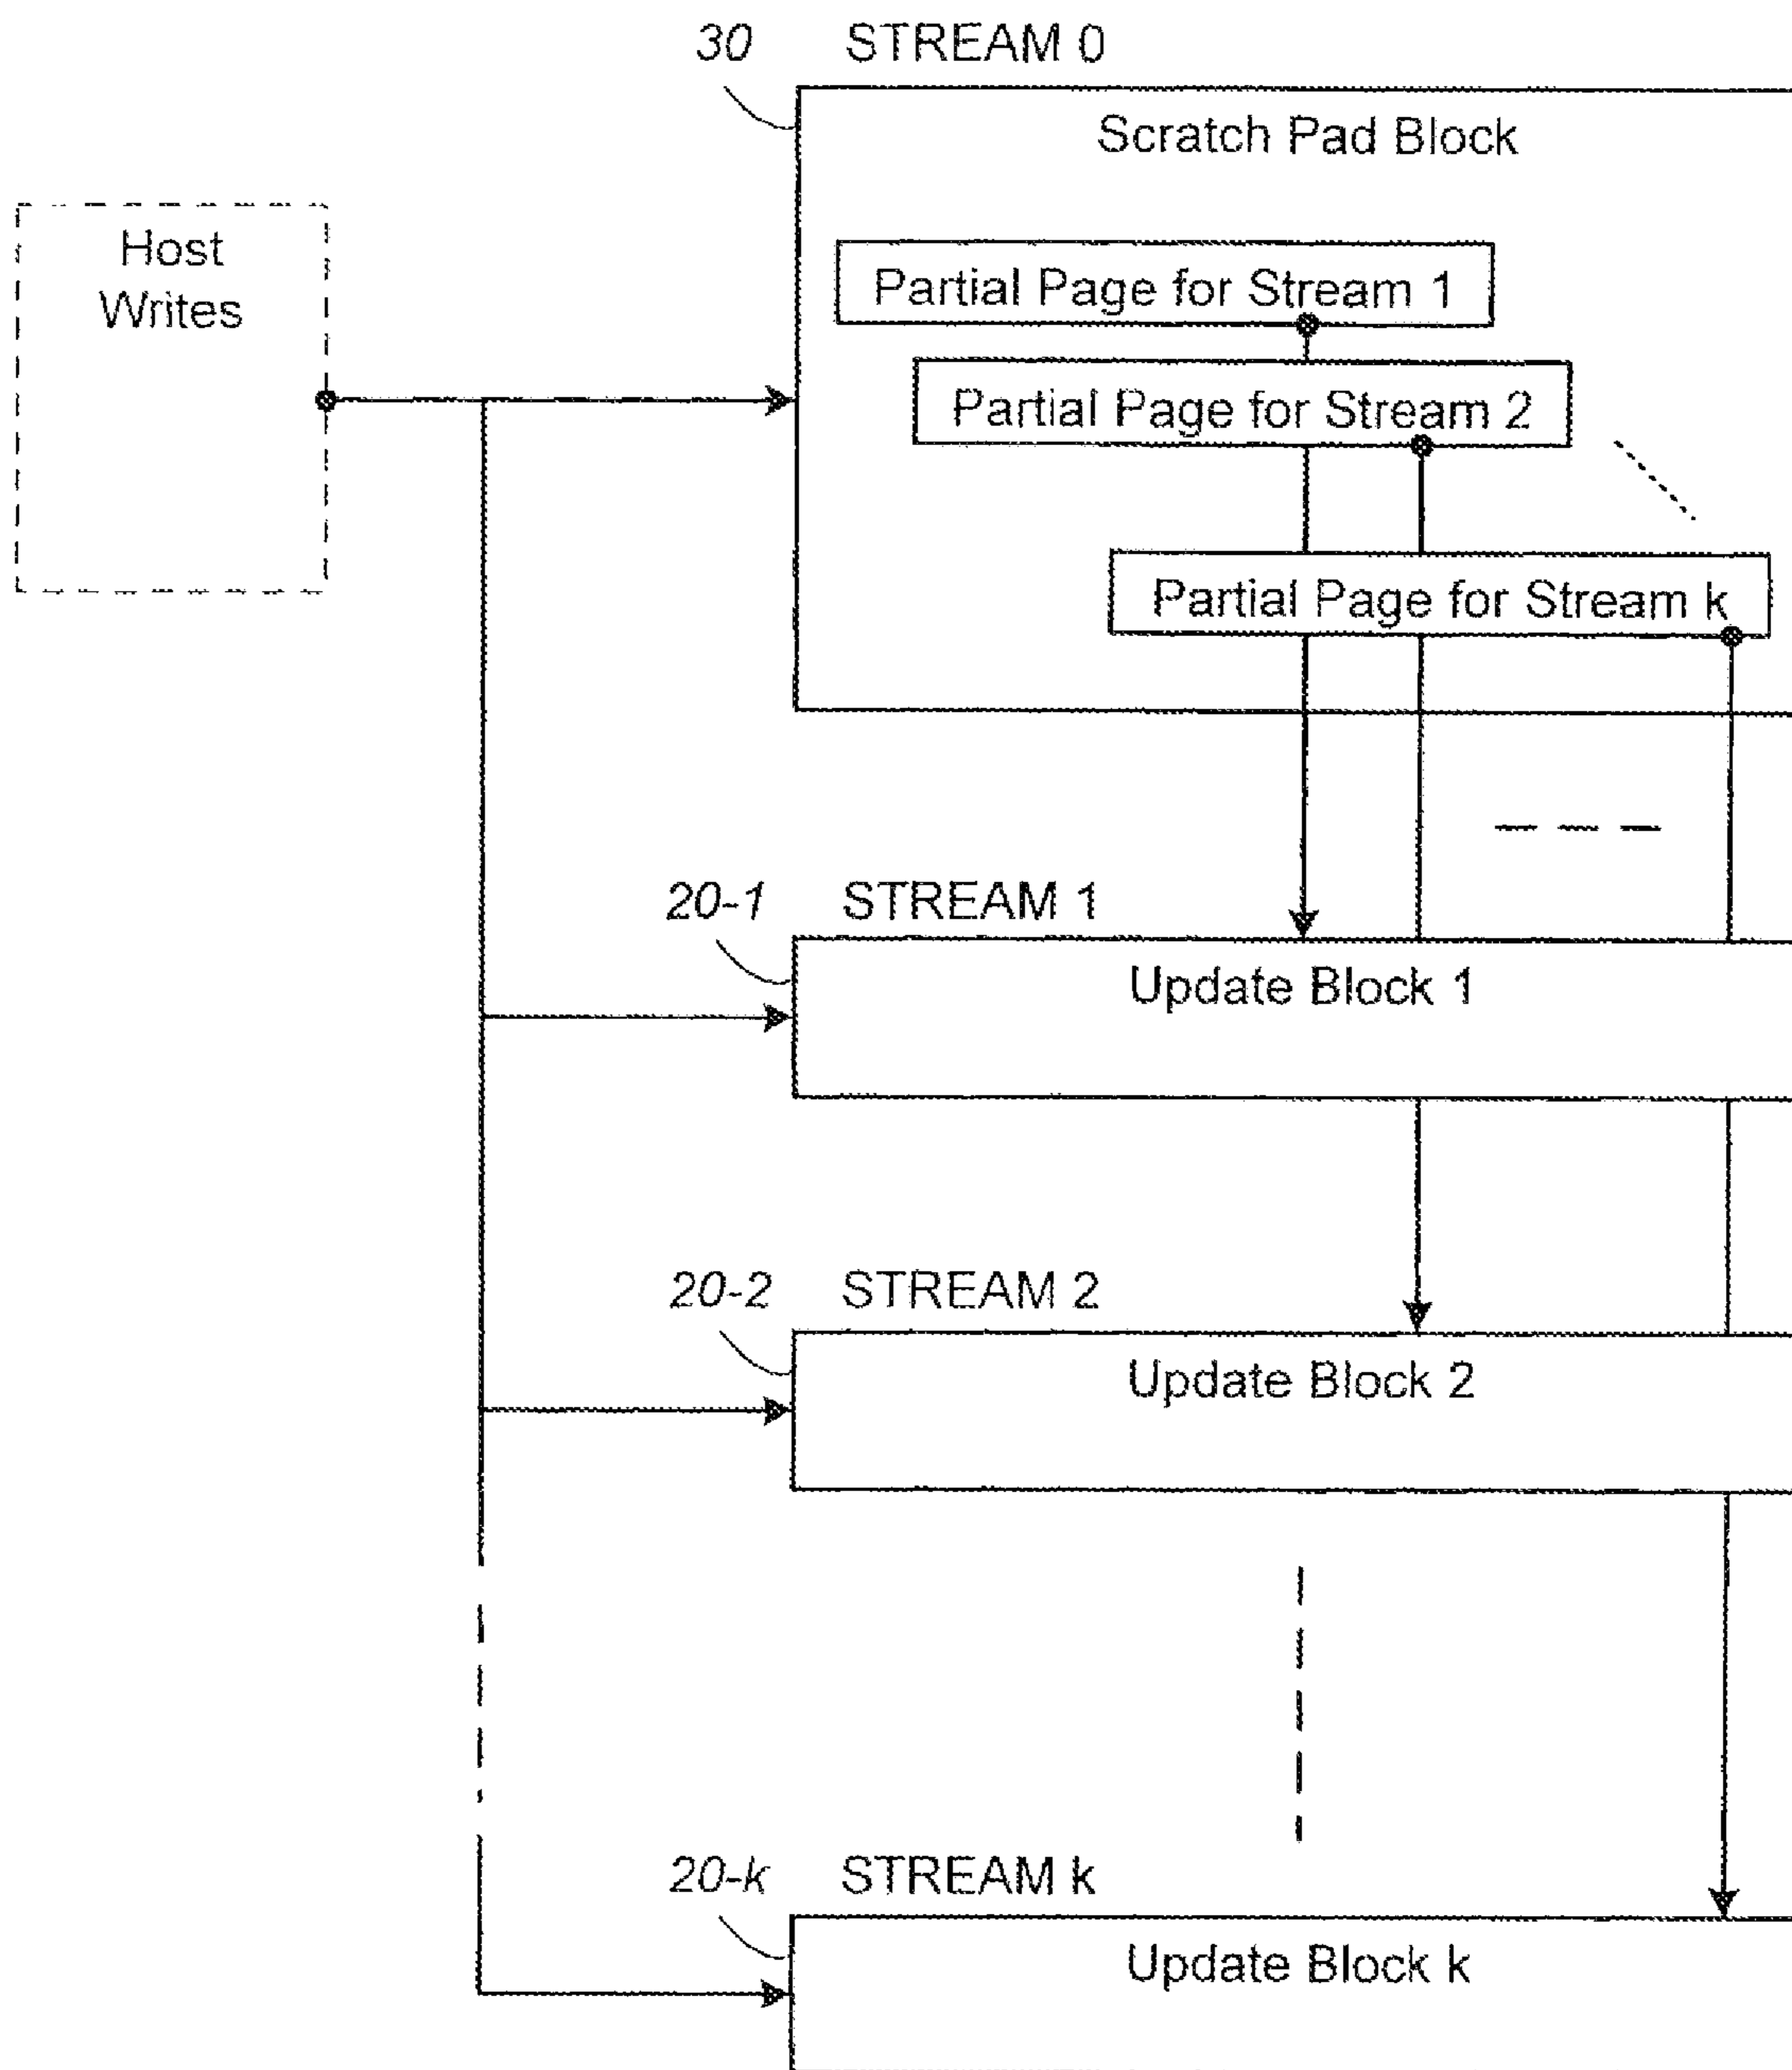 30 STREAM 0
Scratch Pad Block
Host
Writes
Partial Page for Stream 1
Partial Page for Stream 2
Partial Page for Stream k
20-1 STREAM 1
Update Block 1
20-2 STREAM 2
Update Block 2
20-k STREAM k
Update Block k